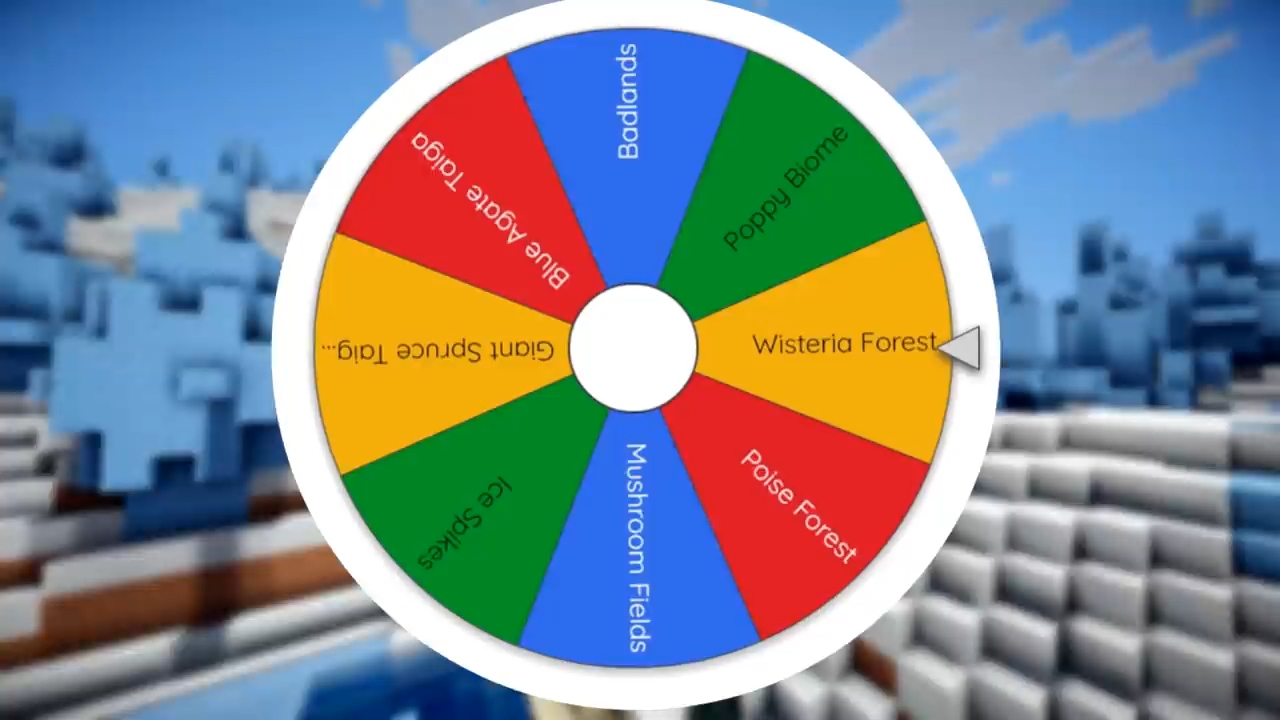 Badlands
Poppy Biome
Wisteria Forest
Poise Forest
Mushroom Fields
Ice Spikes
Giant Spruce Taig...
Blue Agate Taiga